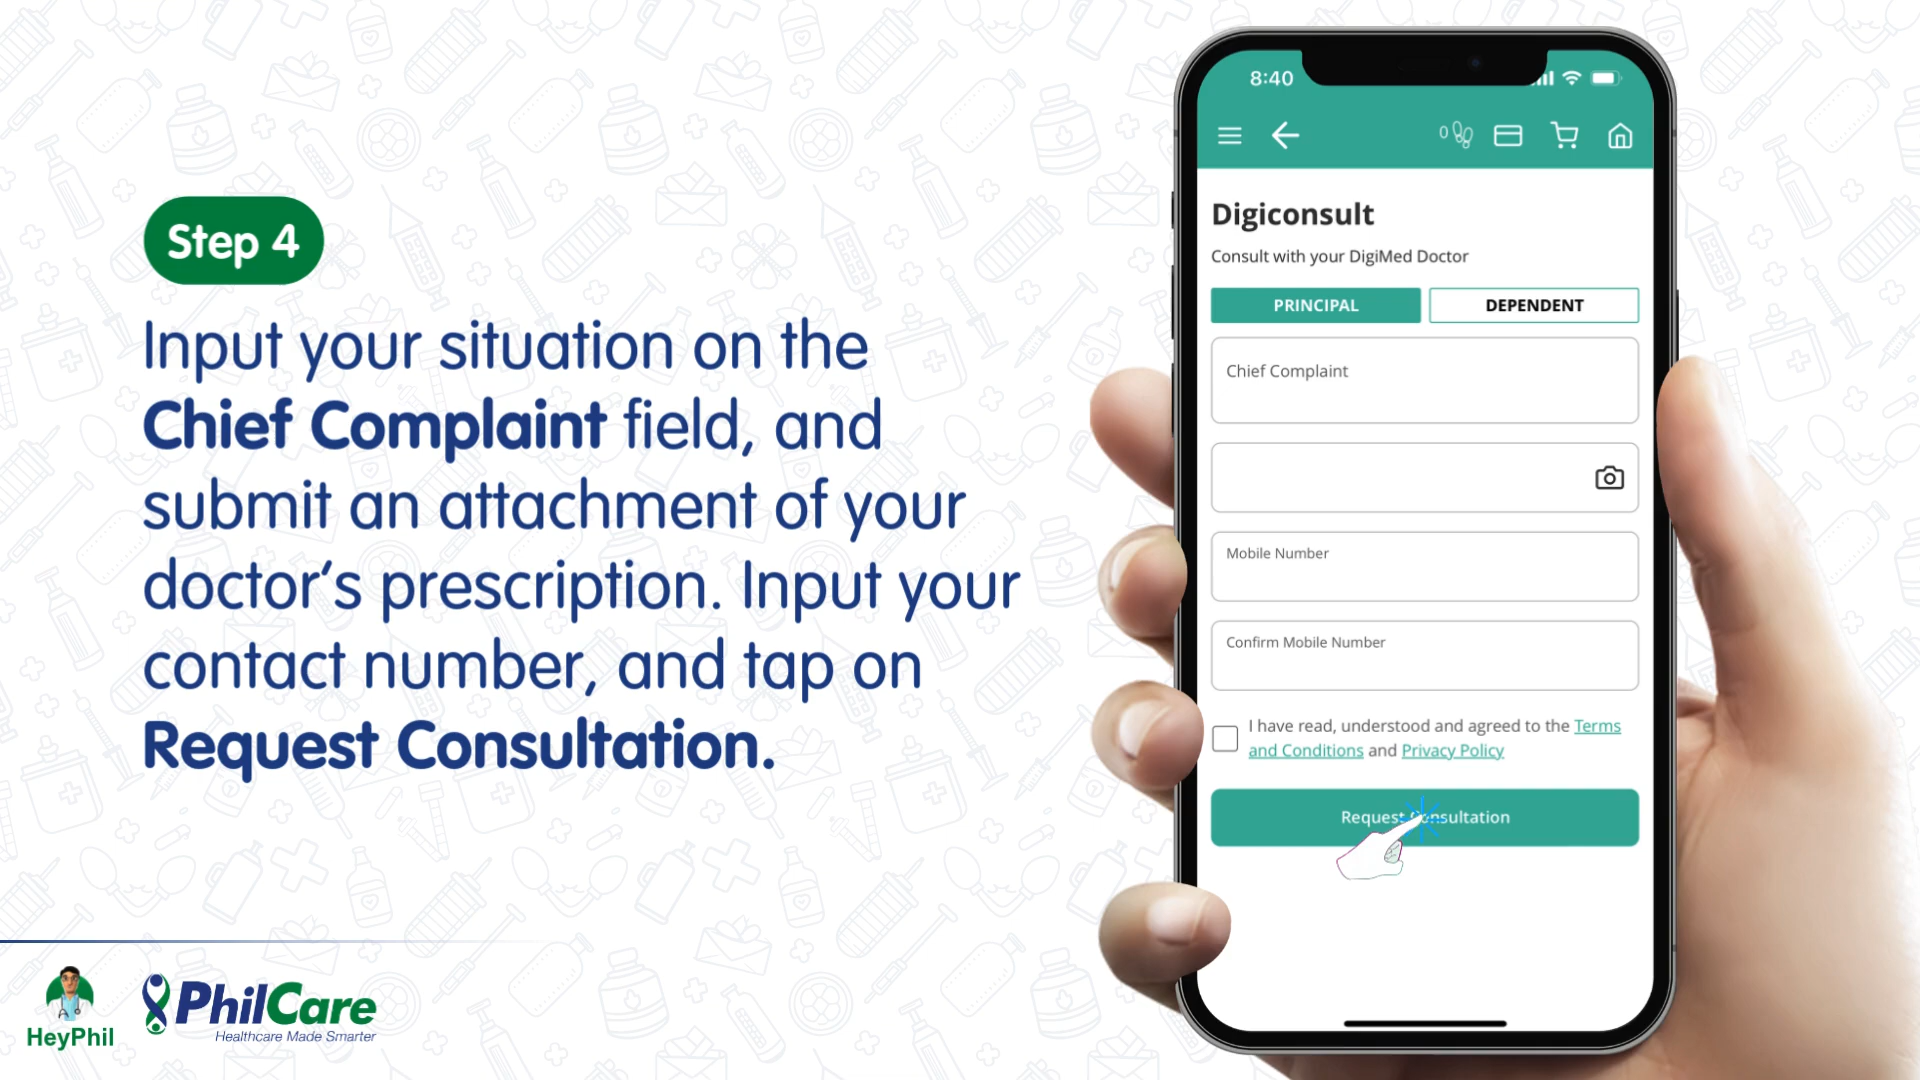 Step 4
Input your situation on the
Chief Complaint field, and
submit an attachment of your
doctor's prescription. Input your
contact number, and tap on
Request Consultation.
HeyPhil
PhilCare
Healthcare Made Smarter
8:40
0
Digiconsult
Consult with your DigiMed Doctor
PRINCIPAL
DEPENDENT
Chief Complaint
Mobile Number
Confirm Mobile Number
I have read, understood and agreed to the Terms
and Conditions and Privacy Policy
Request Consultation